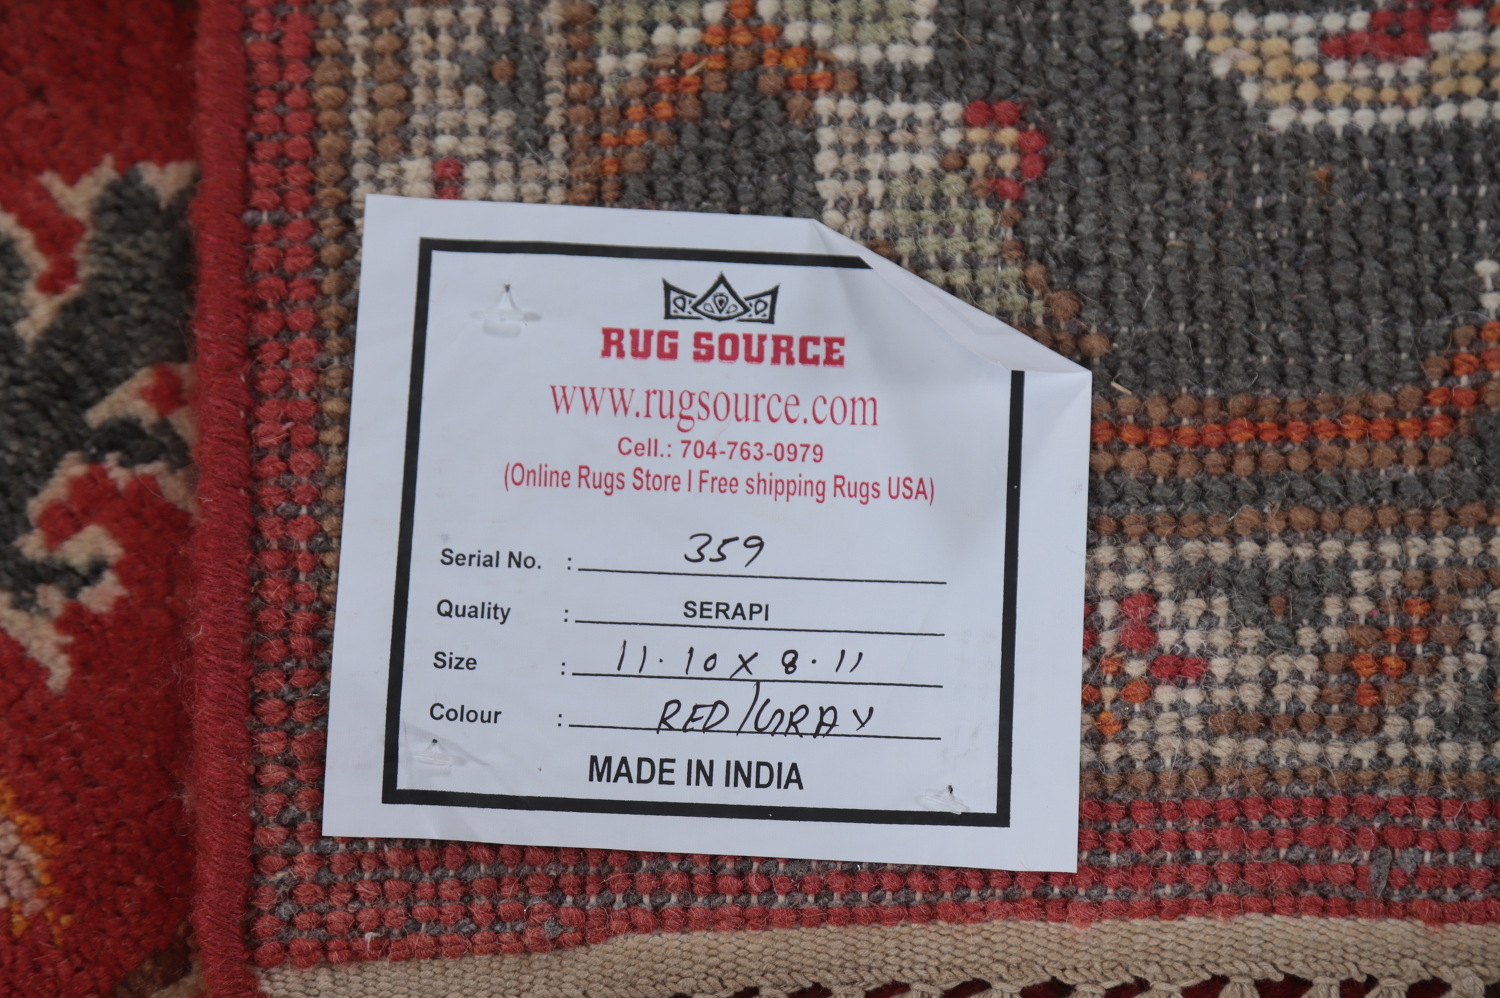 RUG SOURCE
www.rugsource.com
Cell.: 704-763-0979
(Online Rugs Store I Free shipping Rugs USA)
Serial No. : 359
Quality : SERAPI
Size : 11.10 x 8.11
Colour : RED/GRAY
MADE IN INDIA